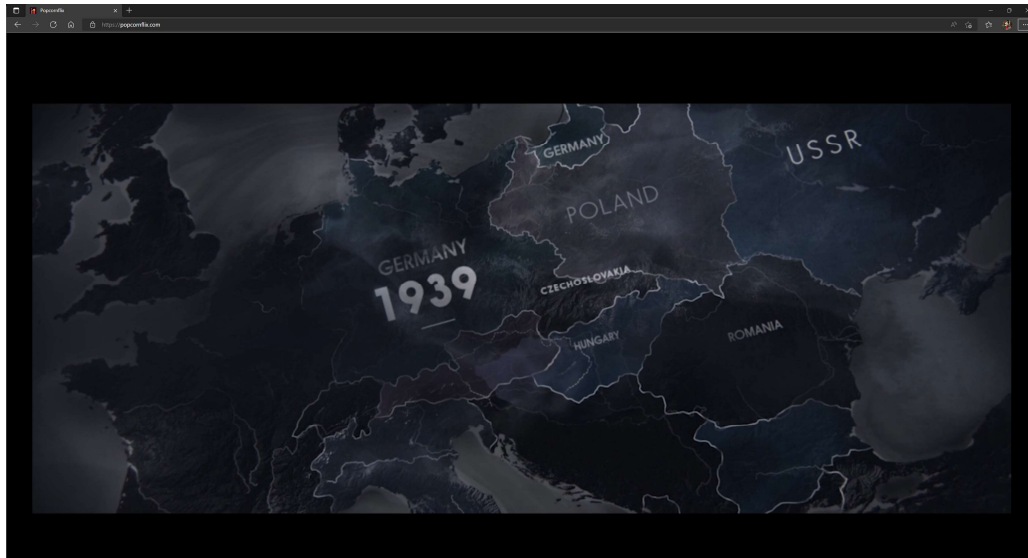 Popcornflix
https://popcornflix.com
GERMANY
USSR
POLAND
GERMANY
1939
CZECHOSLOVAKIA
HUNGARY
ROMANIA